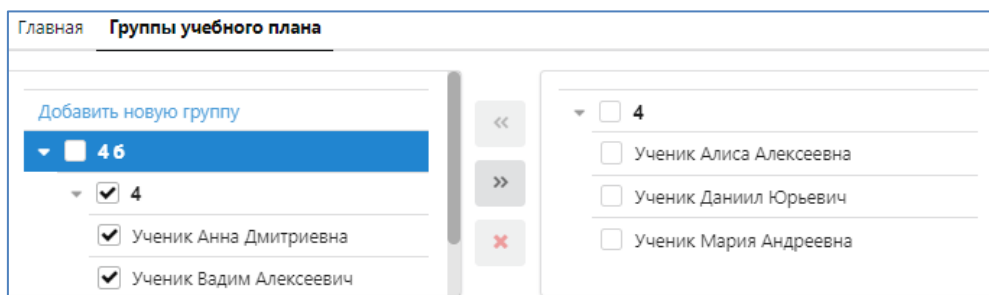 Главная Группы учебного плана
Добавить новую группу
4 б
4
Ученик Анна Дмитриевна
Ученик Вадим Алексеевич
«
»
4
Ученик Алиса Алексеевна
Ученик Даниил Юрьевич
Ученик Мария Андреевна